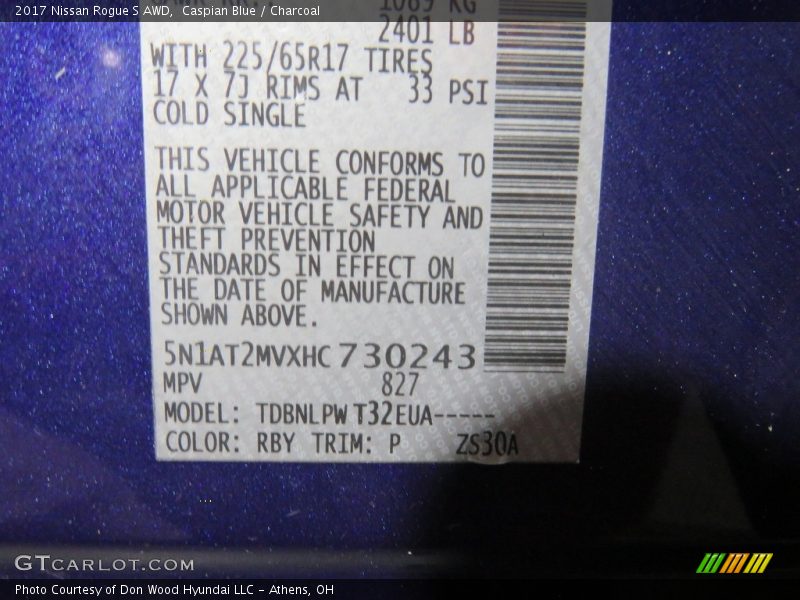 2017 Nissan Rogue S AWD, Caspian Blue / Charcoal
1089 KG
2401 LB
WITH 225/65R17 TIRES
17 X 7J RIMS AT 33 PSI
COLD SINGLE
THIS VEHICLE CONFORMS TO
ALL APPLICABLE FEDERAL
MOTOR VEHICLE SAFETY AND
THEFT PREVENTION
STANDARDS IN EFFECT ON
THE DATE OF MANUFACTURE
SHOWN ABOVE.
5N1AT2MVXHC730243
MPV 827
MODEL: TDBNLPWT32EUA-----
COLOR: RBY TRIM: P ZS30A
GTCARLOT.COM
Photo Courtesy of Don Wood Hyundai LLC - Athens, OH